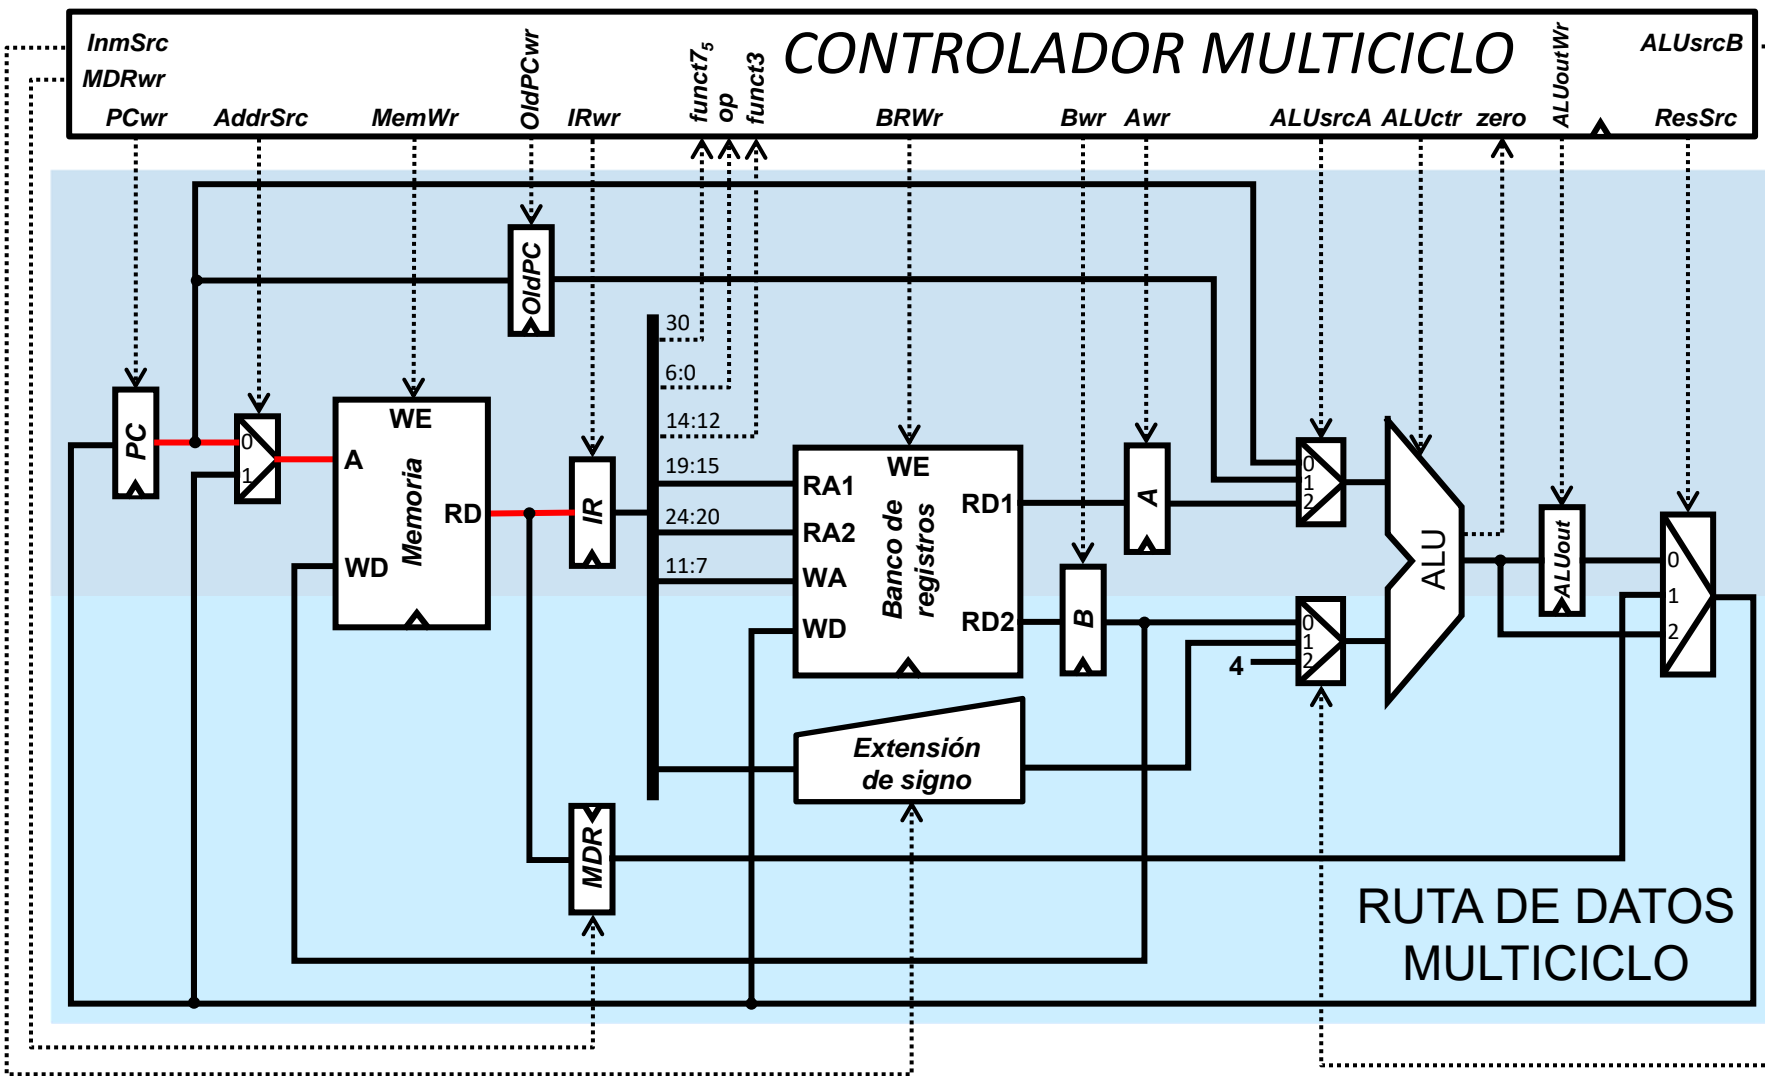 InmSrc
MDRwr
PCwr
AddrSrc
MemWr
OldPCwr
IRwr
funct7₅
op
funct3
CONTROLADOR MULTICICLO
BRWr
Bwr
Awr
ALUsrcA
ALUctr
zero
ALUoutWr
ALUsrcB
ResSrc
OldPC
PC
0
1
WE
A
RD
WD
Memoria
IR
30
6:0
14:12
19:15
24:20
11:7
WE
RA1
RA2
WA
WD
RD1
RD2
Banco de
registros
A
B
0
1
2
0
1
2
4
ALU
ALUout
0
1
2
Extensión
de signo
MDR
RUTA DE DATOS
MULTICICLO